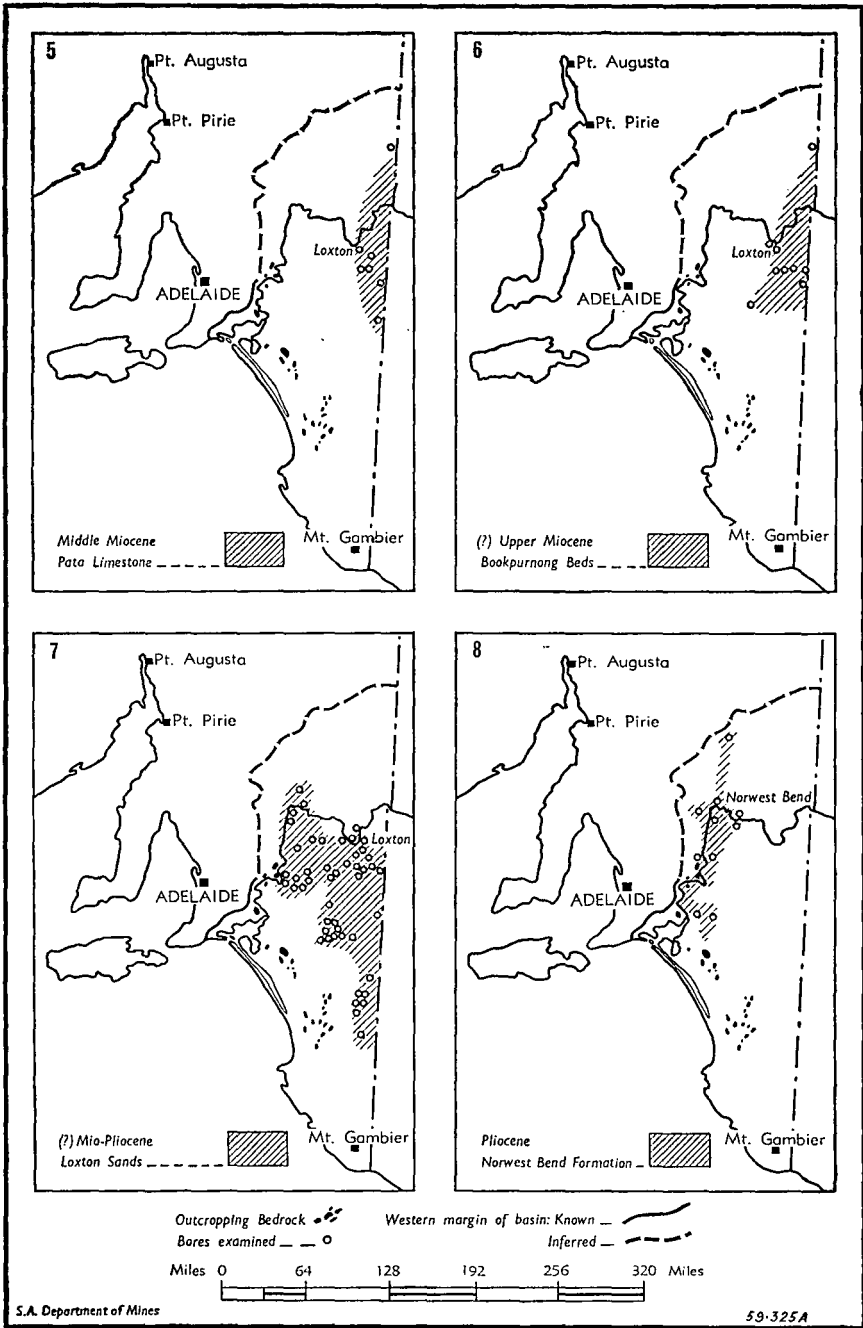 5
Pt. Augusta
Pt. Pirie
Loxton
ADELAIDE
Mt. Gambier
Middle Miocene
Pata Limestone
6
Pt. Augusta
Pt. Pirie
Loxton
ADELAIDE
Mt. Gambier
(?) Upper Miocene
Bookpurnong Beds
7
Pt. Augusta
Pt. Pirie
Loxton
ADELAIDE
Mt. Gambier
(?) Mio-Pliocene
Loxton Sands
8
Pt. Augusta
Pt. Pirie
Norwest Bend
ADELAIDE
Mt. Gambier
Pliocene
Norwest Bend Formation
Outcropping Bedrock Western margin of basin: Known
Bores examined Inferred
Miles 0 64 128 192 256 320 Miles
S.A. Department of Mines 59-325A